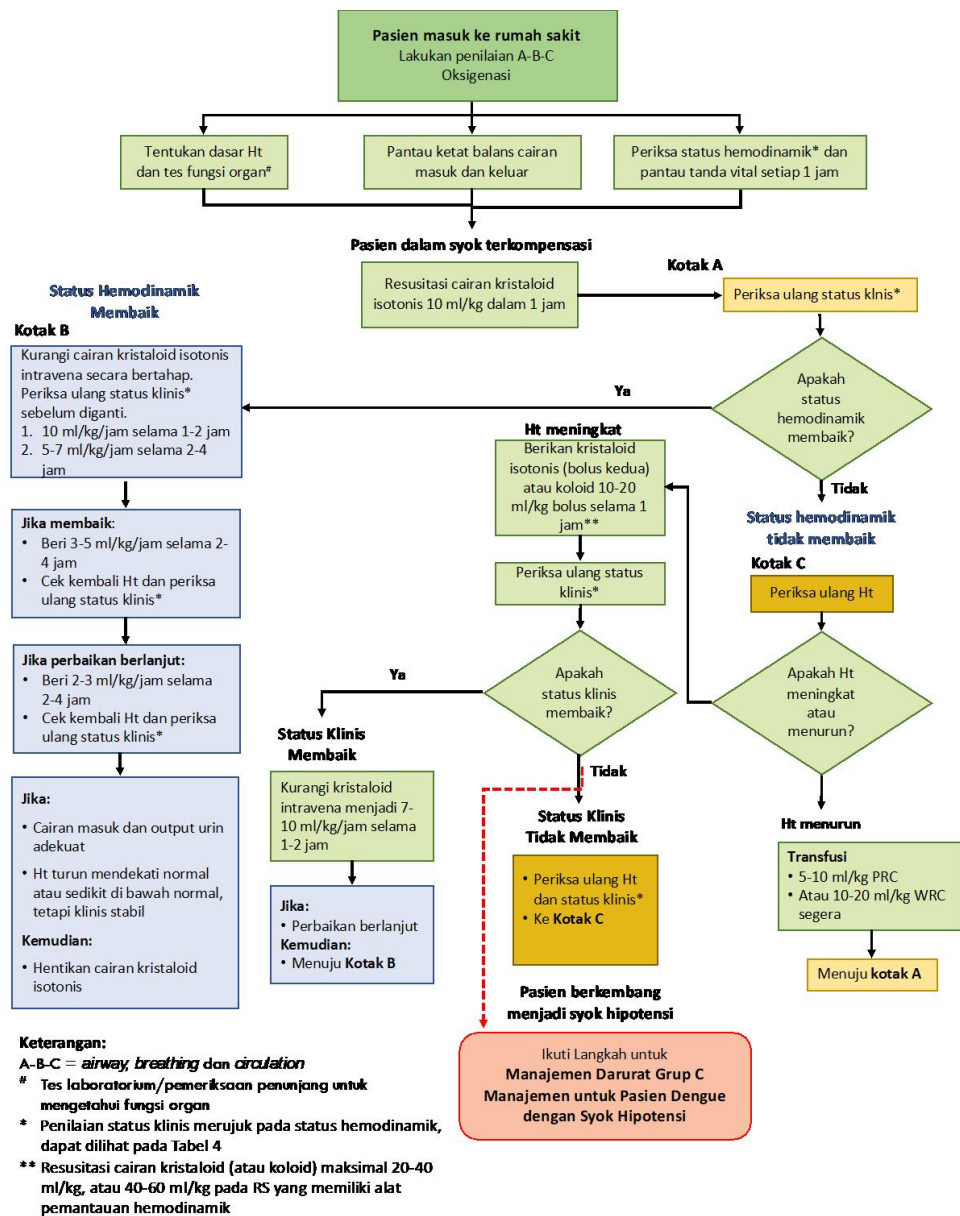 Pasien masuk ke rumah sakit
Lakukan penilaian A-B-C
Oksigenasi
Tentukan dasar Ht
dan tes fungsi organ#
Pantau ketat balans cairan
masuk dan keluar
Periksa status hemodinamik* dan
pantau tanda vital setiap 1 jam
Pasien dalam syok terkompensasi
Resusitasi cairan kristaloid
isotonis 10 ml/kg dalam 1 jam
Kotak A
Periksa ulang status klnis*
Apakah
status
hemodinamik
membaik?
Ya
Tidak
Status Hemodinamik
Membaik
Kotak B
Kurangi cairan kristaloid isotonis
intravena secara bertahap.
Periksa ulang status klinis*
sebelum diganti.
1. 10 ml/kg/jam selama 1-2 jam
2. 5-7 ml/kg/jam selama 2-4
jam
Jika membaik:
• Beri 3-5 ml/kg/jam selama 2-
4 jam
• Cek kembali Ht dan periksa
ulang status klinis*
Jika perbaikan berlanjut:
• Beri 2-3 ml/kg/jam selama
2-4 jam
• Cek kembali Ht dan periksa
ulang status klinis*
Jika:
• Cairan masuk dan output urin
adekuat
• Ht turun mendekati normal
atau sedikit di bawah normal,
tetapi klinis stabil
Kemudian:
• Hentikan cairan kristaloid
isotonis
Status hemodinamik
tidak membaik
Kotak C
Periksa ulang Ht
Apakah Ht
meningkat
atau
menurun?
Ht meningkat
Berikan kristaloid
isotonis (bolus kedua)
atau koloid 10-20
ml/kg bolus selama 1
jam**
Periksa ulang status
klinis*
Apakah
status klinis
membaik?
Ya
Tidak
Status Klinis
Membaik
Kurangi kristaloid
intravena menjadi 7-
10 ml/kg/jam selama
1-2 jam
Jika:
• Perbaikan berlanjut
Kemudian:
• Menuju Kotak B
Status Klinis
Tidak Membaik
• Periksa ulang Ht
dan status klinis*
• Ke Kotak C
Ht menurun
Transfusi
• 5-10 ml/kg PRC
• Atau 10-20 ml/kg WRC
segera
Menuju kotak A
Pasien berkembang
menjadi syok hipotensi
Ikuti Langkah untuk
Manajemen Darurat Grup C
Manajemen untuk Pasien Dengue
dengan Syok Hipotensi
Keterangan:
A-B-C = airway, breathing dan circulation
# Tes laboratorium/pemeriksaan penunjang untuk
mengetahui fungsi organ
* Penilaian status klinis merujuk pada status hemodinamik,
dapat dilihat pada Tabel 4
** Resusitasi cairan kristaloid (atau koloid) maksimal 20-40
ml/kg, atau 40-60 ml/kg pada RS yang memiliki alat
pemantauan hemodinamik